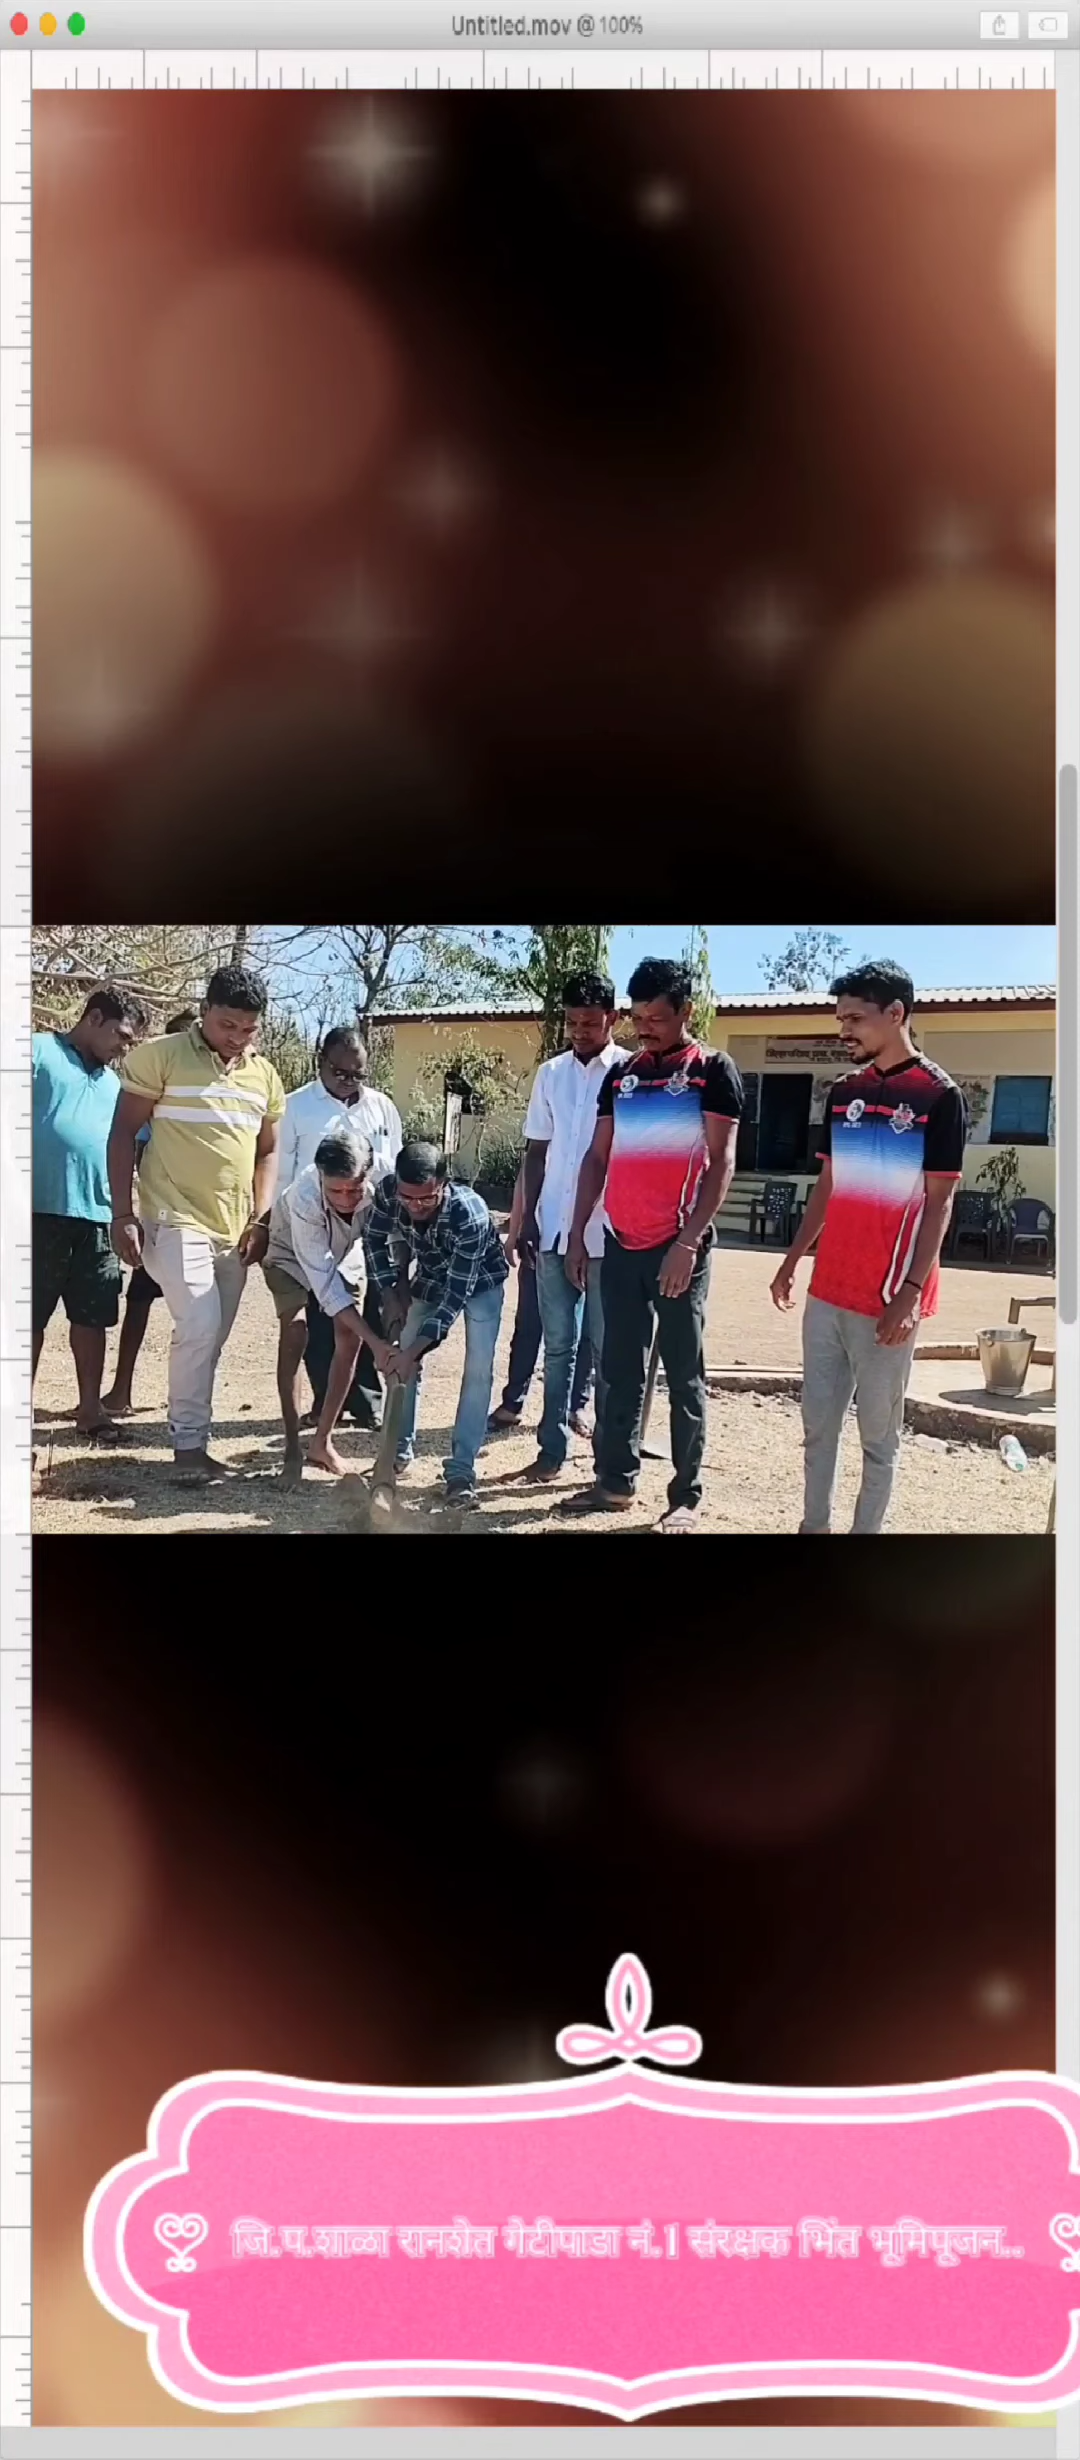 Untitled.mov @ 100%
जि.प.शाळा रानशेत गेटीपाडा नं.1 संरक्षक भिंत भूमिपूजन..